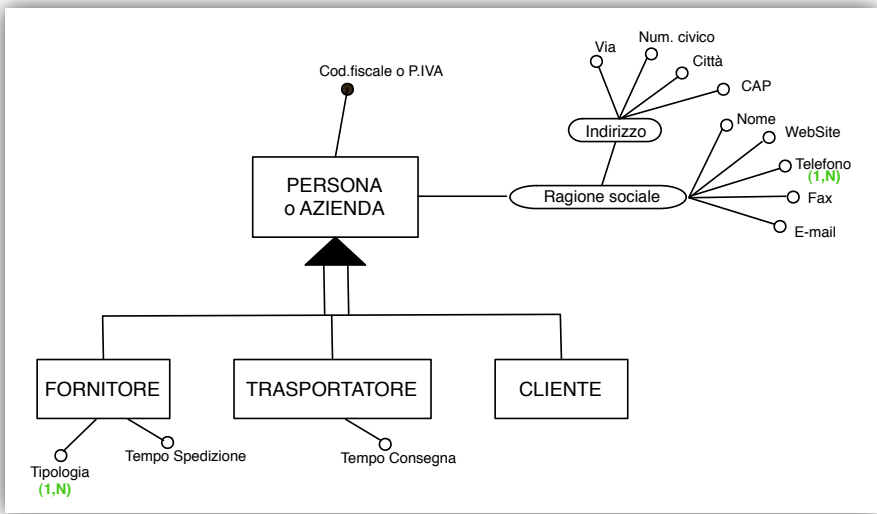 Num. civico
Via
Città
Cod.fiscale o P.IVA
CAP
Nome
Indirizzo
WebSite
PERSONA
o AZIENDA
Telefono
(1,N)
Ragione sociale
Fax
E-mail
FORNITORE
TRASPORTATORE
CLIENTE
Tempo Spedizione
Tempo Consegna
Tipologia
(1,N)